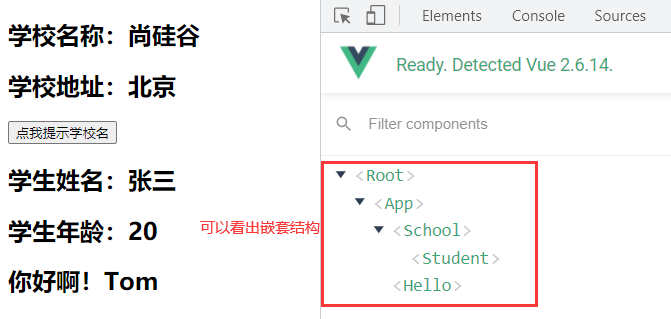 学校名称：尚硅谷
学校地址：北京
点我提示学校名
学生姓名：张三
学生年龄：20
你好啊！Tom
可以看出嵌套结构
Elements Console Sources
Ready. Detected Vue 2.6.14.
Filter components
<Root>
<App>
<School>
<Student>
<Hello>